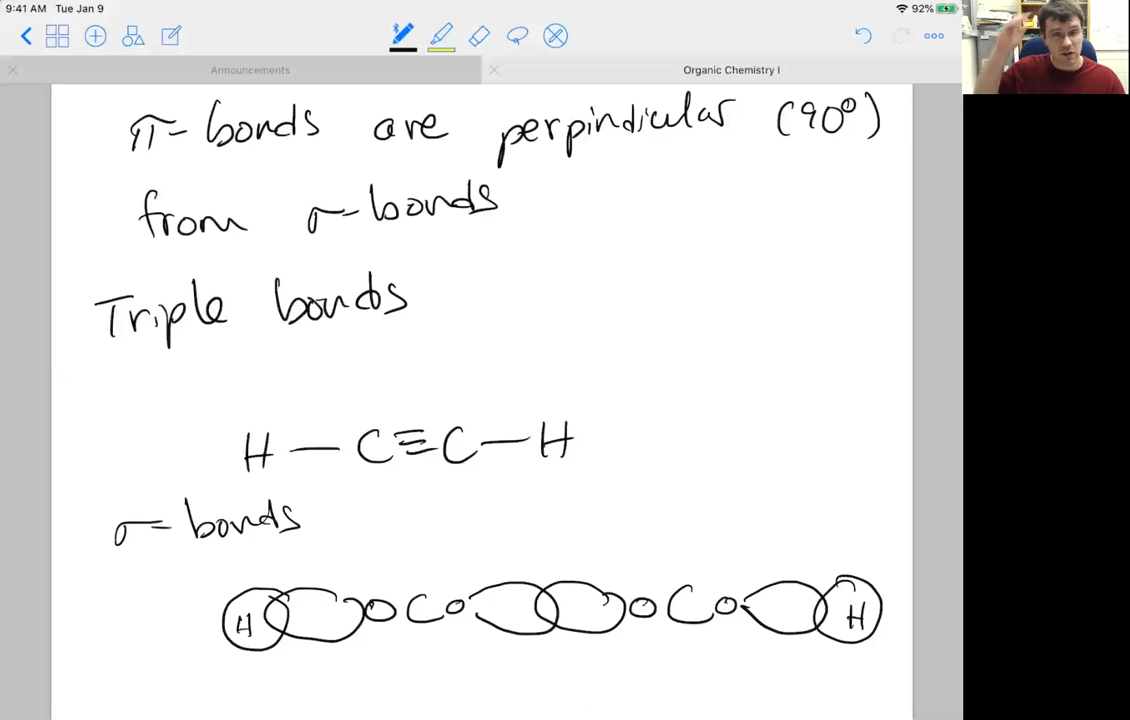 9:41 AM Tue Jan 9
92%
Announcements
Organic Chemistry I
π-bonds are perpindicular (90°)
from σ-bonds
Triple bonds
H — C≡C — H
σ-bonds
H C C H